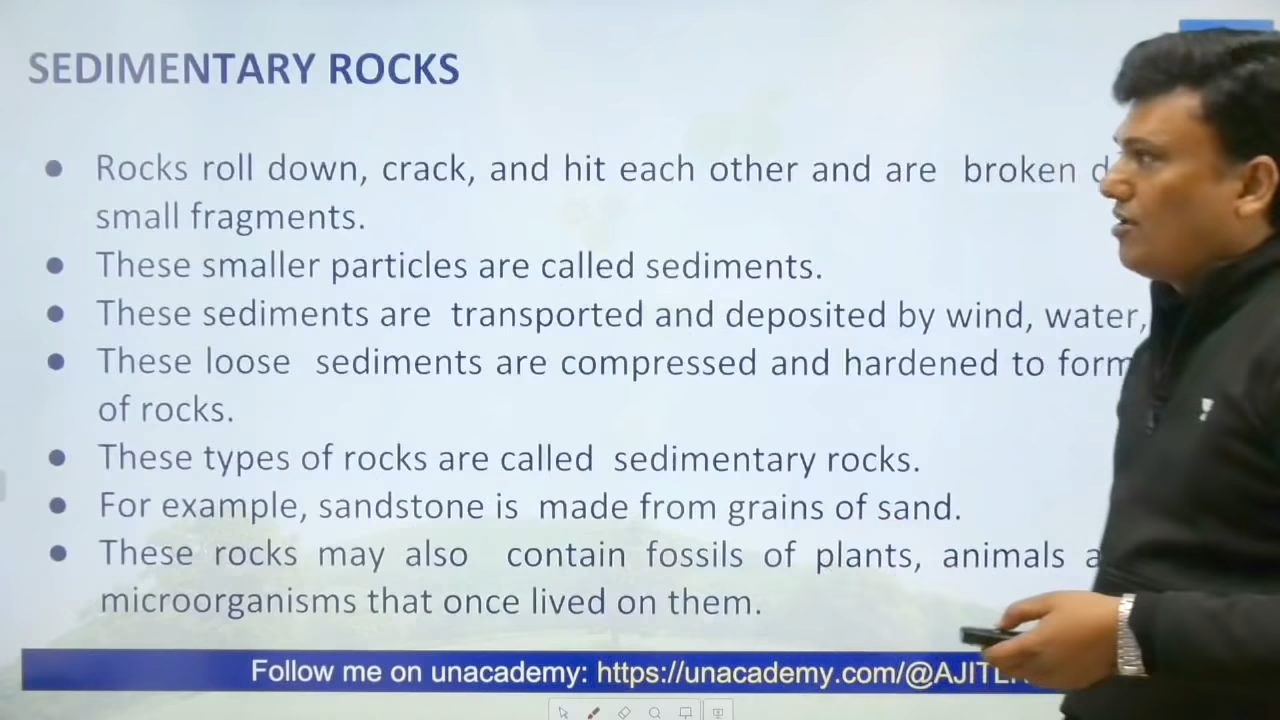 SEDIMENTARY ROCKS
● Rocks roll down, crack, and hit each other and are broken
small fragments.
● These smaller particles are called sediments.
● These sediments are transported and deposited by wind, water,
● These loose sediments are compressed and hardened to form
of rocks.
● These types of rocks are called sedimentary rocks.
● For example, sandstone is made from grains of sand.
● These rocks may also contain fossils of plants, animals
microorganisms that once lived on them.
Follow me on unacademy: https://unacademy.com/@AJITL